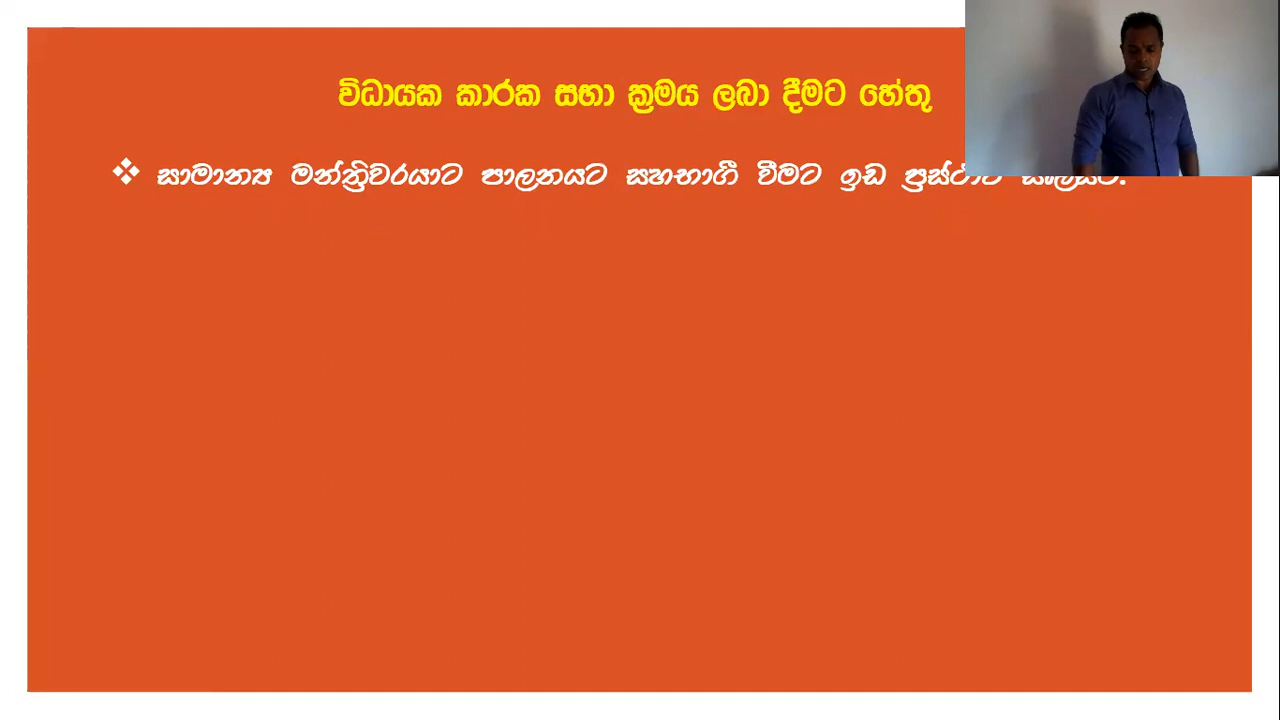 විධායක කාරක සභා ක්‍රමය ලබා දීමට හේතු
❖ සාමාන්‍ය මන්ත්‍රීවරයාට පාලනයට සහභාගී වීමට ඉඩ